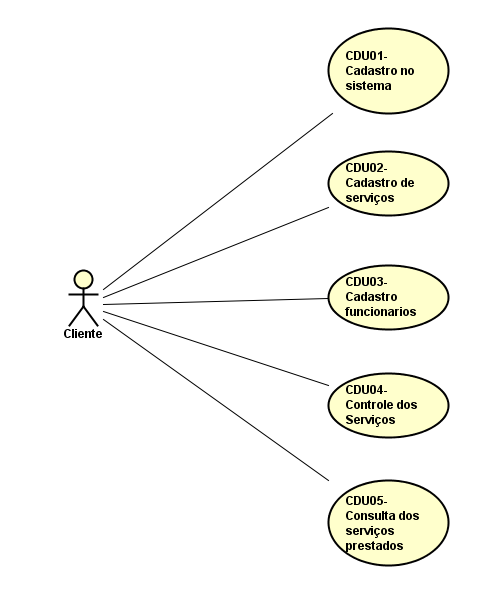 CDU01-
Cadastro no
sistema
CDU02-
Cadastro de
serviços
CDU03-
Cadastro
funcionarios
Cliente
CDU04-
Controle dos
Serviços
CDU05-
Consulta dos
serviços
prestados